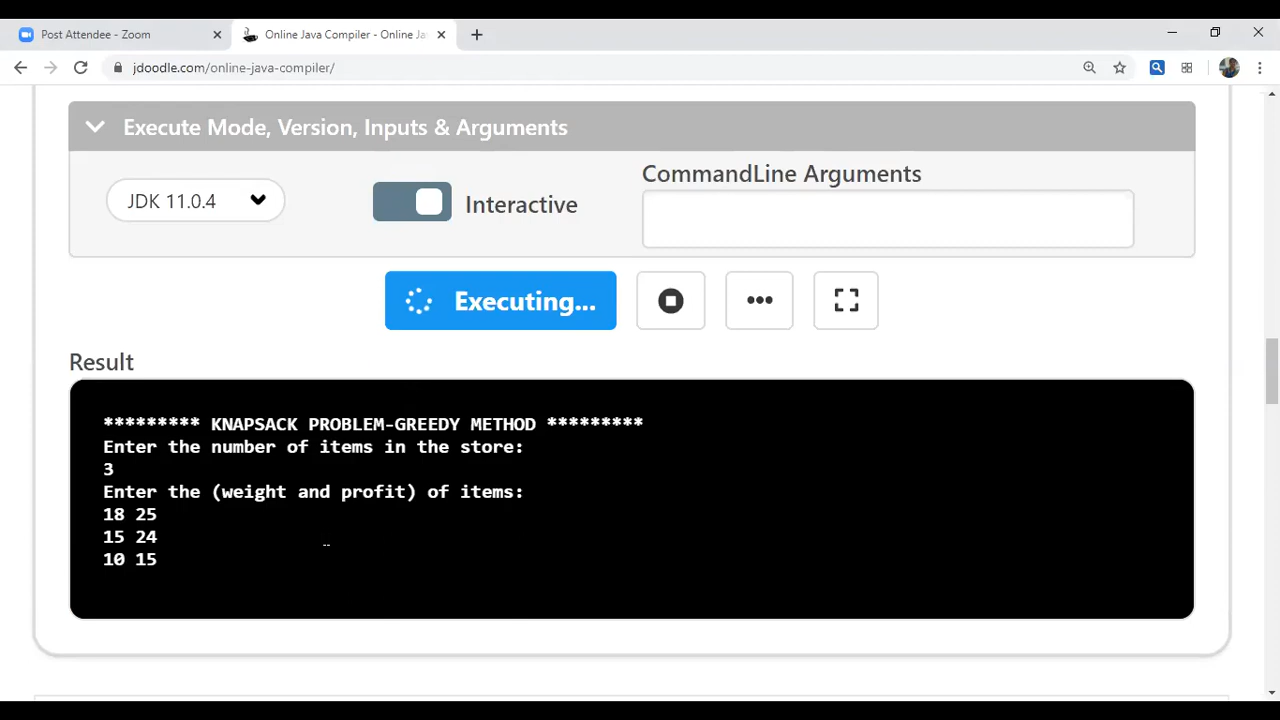 Post Attendee - Zoom
Online Java Compiler - Online Ja
jdoodle.com/online-java-compiler/
Execute Mode, Version, Inputs & Arguments
CommandLine Arguments
JDK 11.0.4
Interactive
Executing...
Result
********* KNAPSACK PROBLEM-GREEDY METHOD *********
Enter the number of items in the store:
3
Enter the (weight and profit) of items:
18 25
15 24
10 15